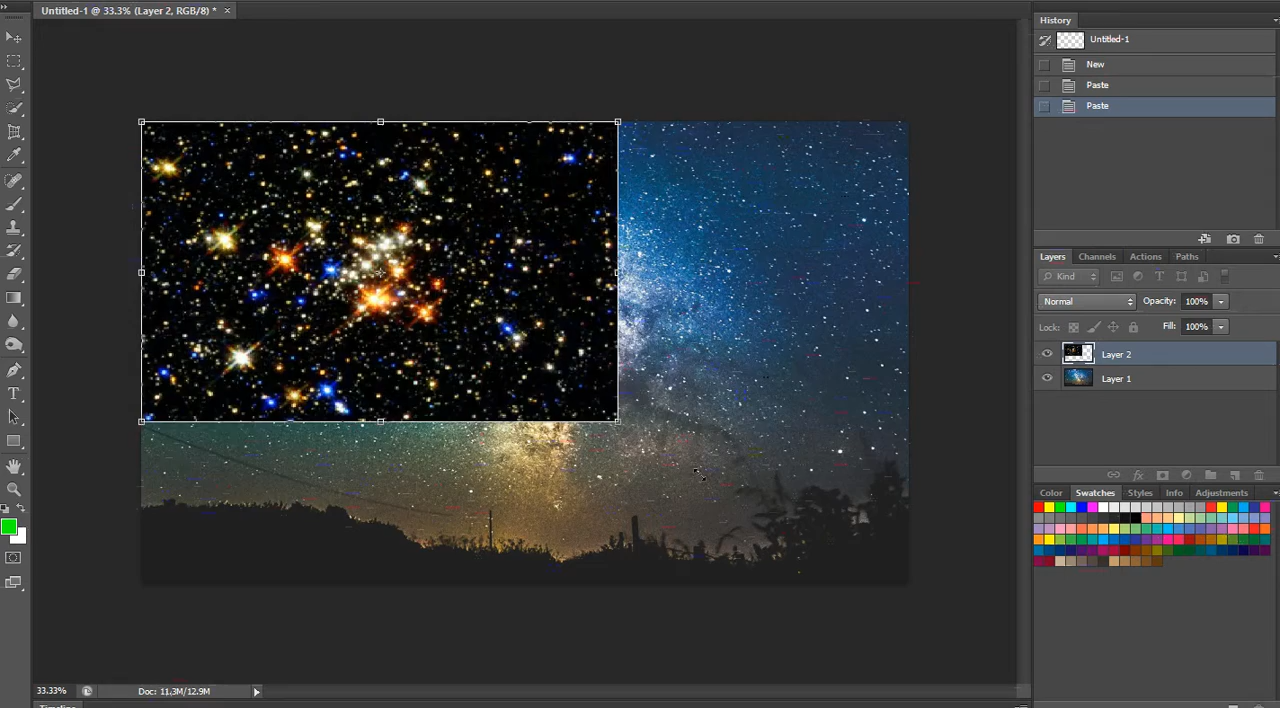 Untitled-1 @ 33.3% (Layer 2, RGB/8) * ×
History
Untitled-1
New
Paste
Paste
Layers Channels Actions Paths
Kind
Normal Opacity: 100%
Lock: Fill: 100%
Layer 2
Layer 1
Color Swatches Styles Info Adjustments
33.33% Doc: 11,3M/12.9M
Timeline